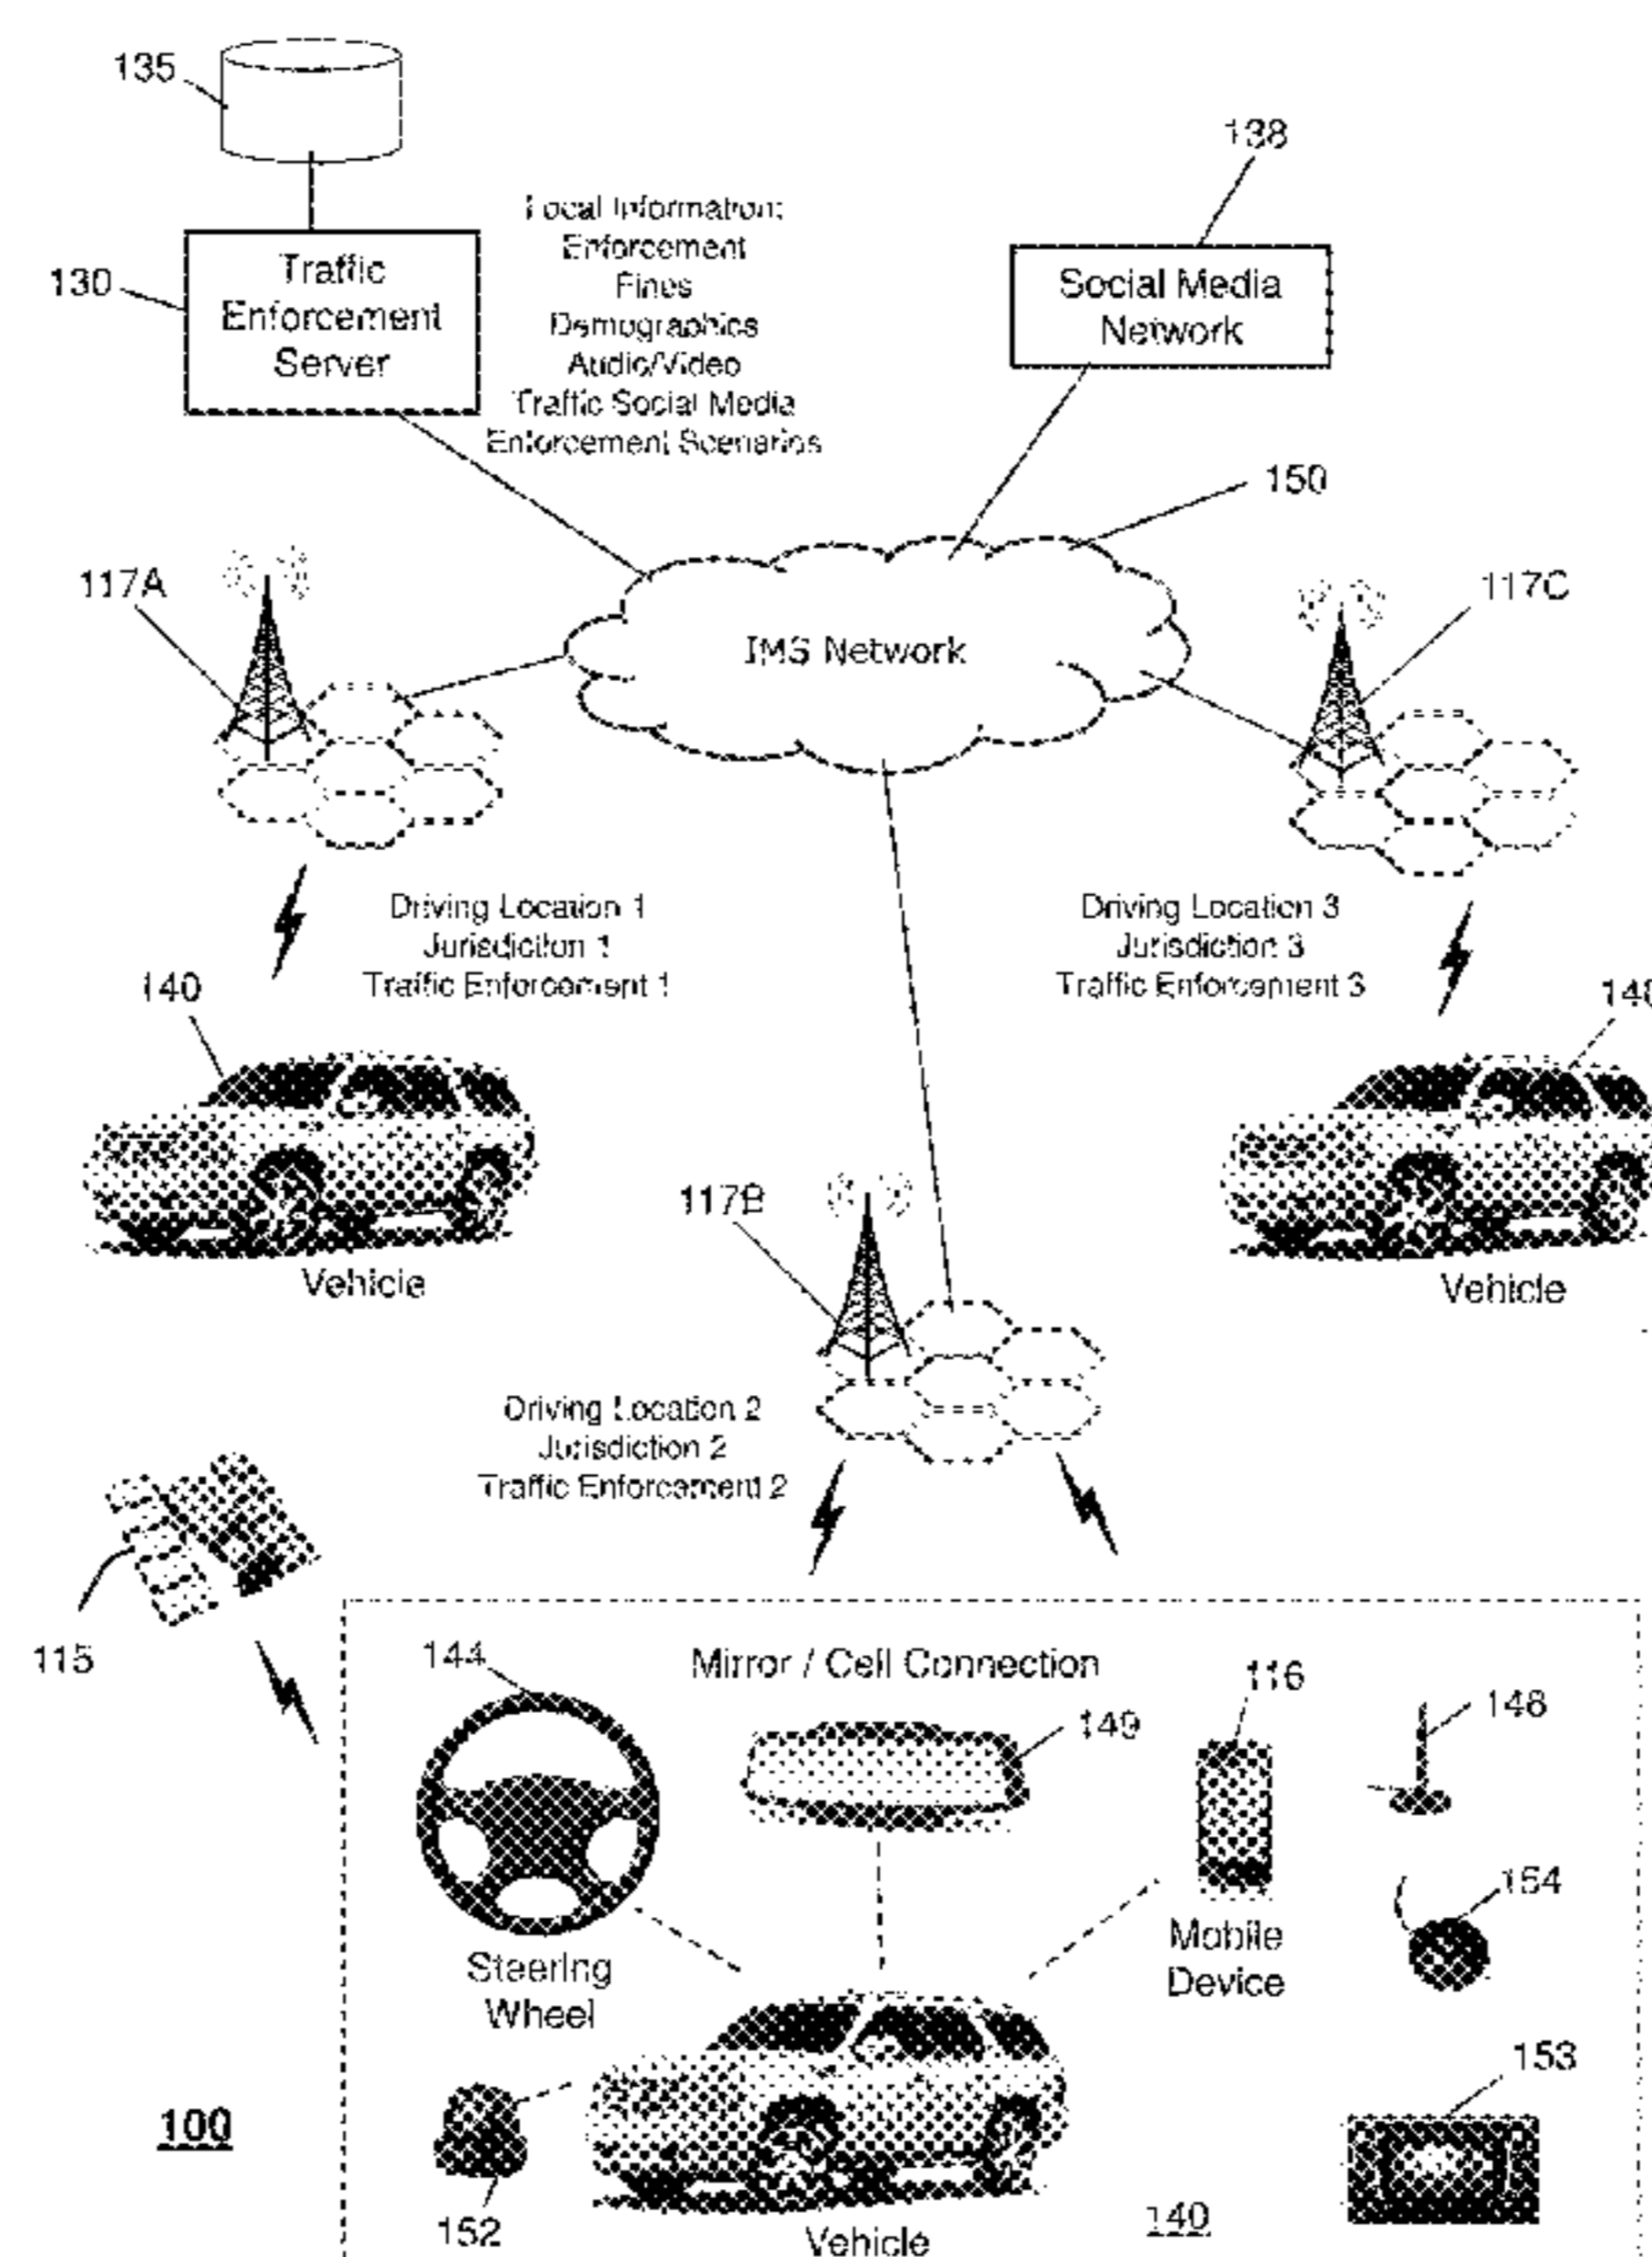 135
138
Local Information:
Enforcement
Fines
Demographics
Audio/Video
Traffic Social Media
Enforcement Scenarios
130
Traffic
Enforcement
Server
Social Media
Network
150
117A
117C
IMS Network
Driving Location 1
Jurisdiction 1
Traffic Enforcement 1
Driving Location 3
Jurisdiction 3
Traffic Enforcement 3
140
140
Vehicle
117B
Vehicle
Driving Location 2
Jurisdiction 2
Traffic Enforcement 2
115
144
Mirror / Cell Connection
116
149
Steering
Wheel
Mobile
Device
154
153
100
152
Vehicle
140